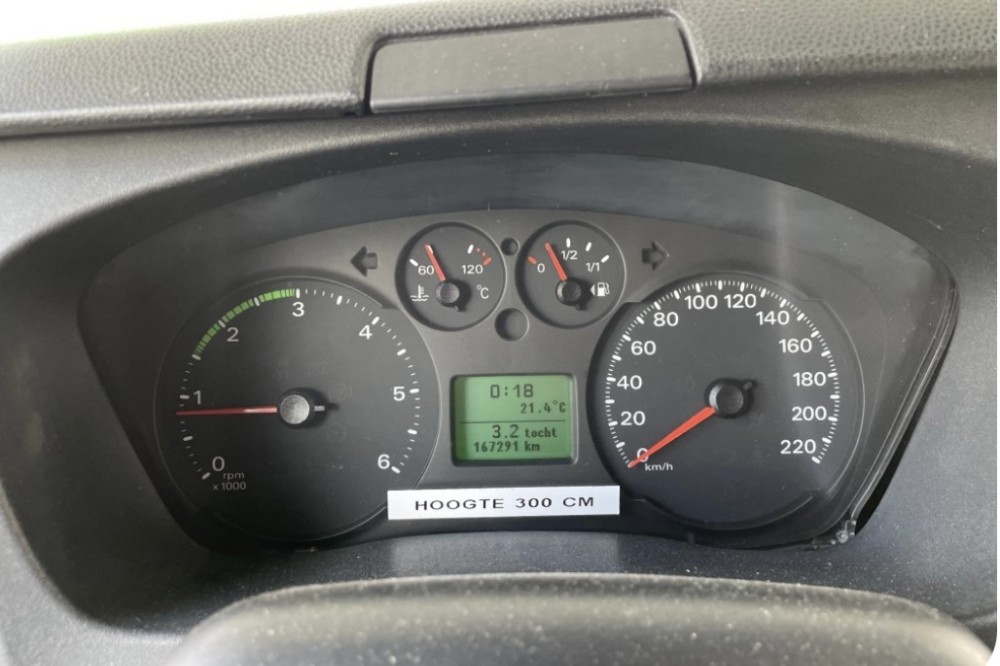 60 120 °C
0 1/2 1/1
0 1 2 3 4 5 6
rpm
×1000
0:18
21.4°C
3.2 tocht
167291 km
0 20 40 60 80 100 120 140 160 180 200 220
km/h
HOOGTE 300 CM